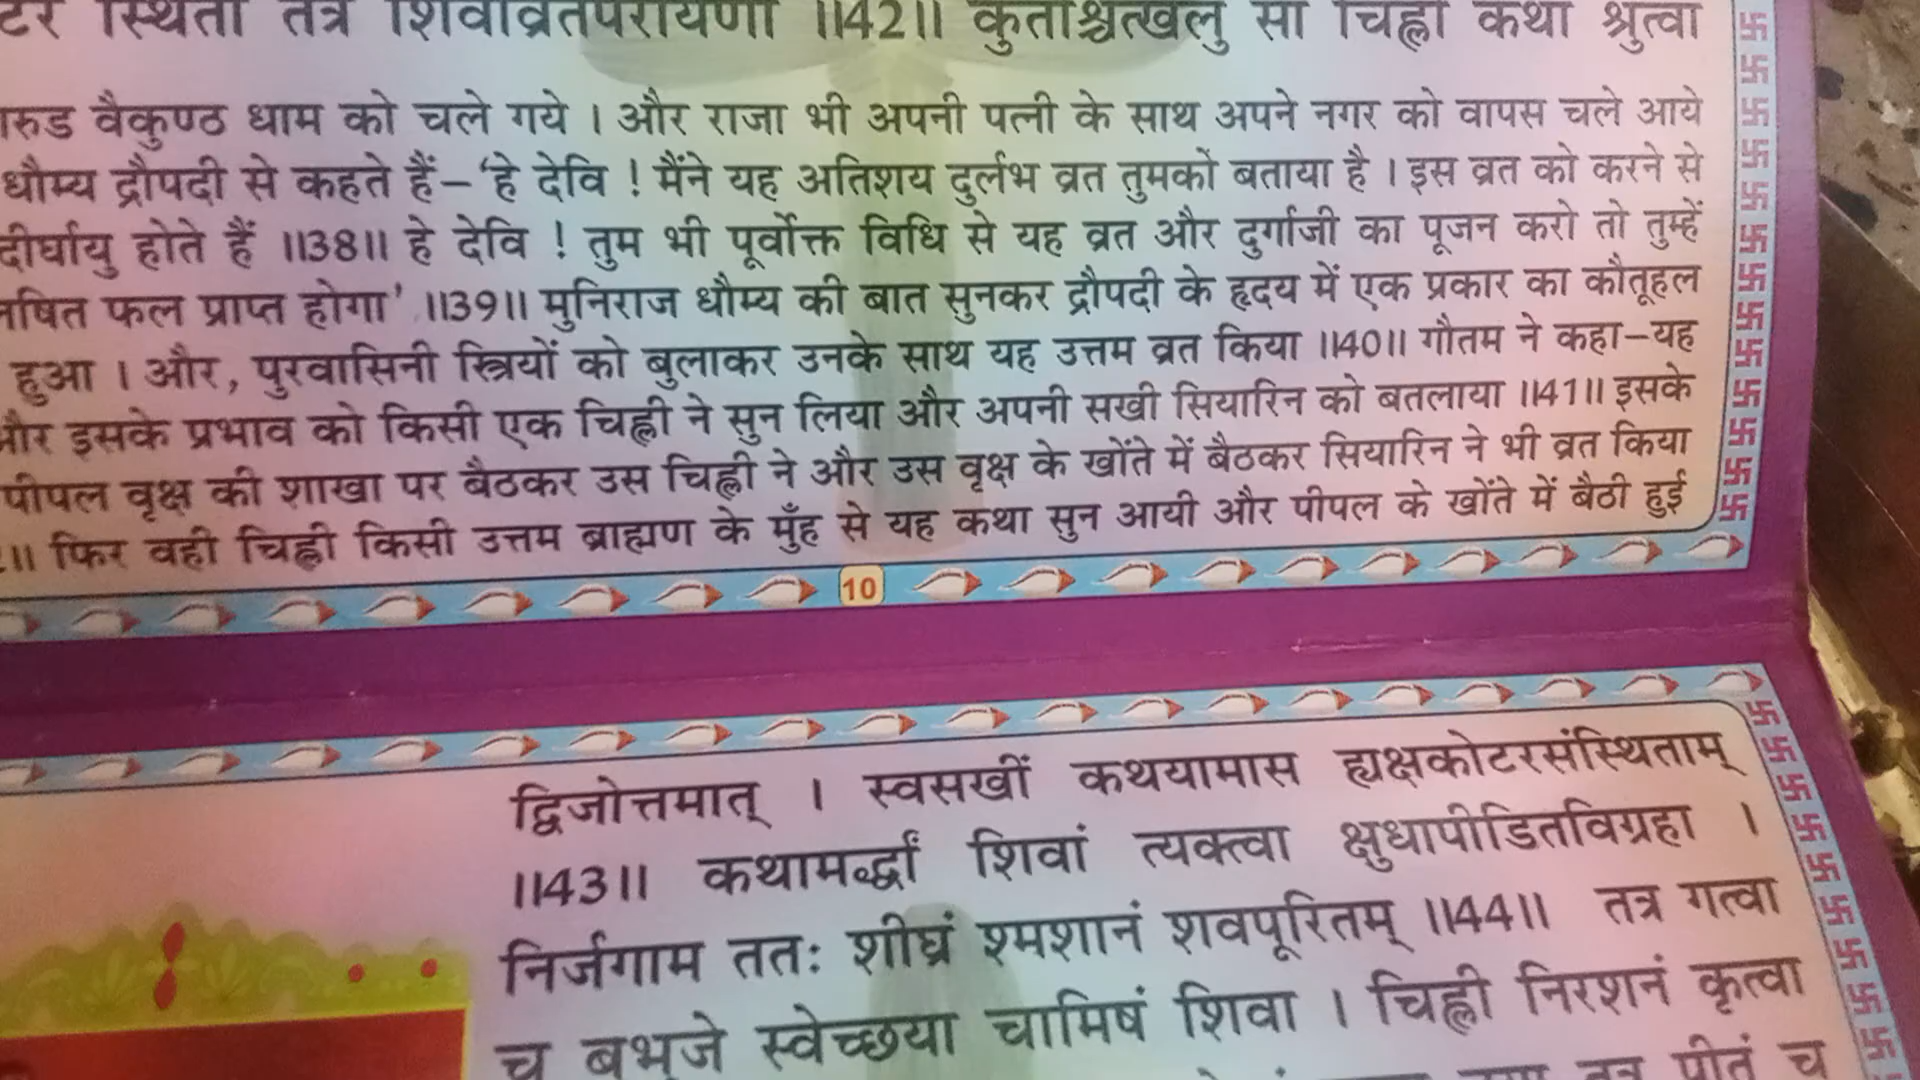 स्थिता तत्र शिवाव्रतपरायणा ॥42॥ कुतश्चित्खलु सा चिह्ली कथां श्रुत्वा
वैकुण्ठ धाम को चले गये । और राजा भी अपनी पत्नी के साथ अपने नगर को वापस चले आये
धौम्य द्रौपदी से कहते हैं– ‘हे देवि ! मैंने यह अतिशय दुर्लभ व्रत तुमको बताया है । इस व्रत को करने से
दीर्घायु होते हैं ॥38॥ हे देवि ! तुम भी पूर्वोक्त विधि से यह व्रत और दुर्गाजी का पूजन करो तो तुम्हें
फल प्राप्त होगा’ ॥39॥ मुनिराज धौम्य की बात सुनकर द्रौपदी के हृदय में एक प्रकार का कौतूहल
हुआ । और, पुरवासिनी स्त्रियों को बुलाकर उनके साथ यह उत्तम व्रत किया ॥40॥ गौतम ने कहा–यह
और इसके प्रभाव को किसी एक चिह्ली ने सुन लिया और अपनी सखी सियारिन को बतलाया ॥41॥ इसके
पीपल वृक्ष की शाखा पर बैठकर उस चिह्ली ने और उस वृक्ष के खोंते में बैठकर सियारिन ने भी व्रत किया
॥ फिर वही चिह्ली किसी उत्तम ब्राह्मण के मुँह से यह कथा सुन आयी और पीपल के खोंते में बैठी हुई
10
द्विजोत्तमात् । स्वसखीं कथयामास ह्यक्षकोटरसंस्थिताम्
॥43॥ कथामर्द्धां शिवां त्यक्त्वा क्षुधापीडितविग्रहा ।
निर्जगाम ततः शीघ्रं श्मशानं शवपूरितम् ॥44॥ तत्र गत्वा
च बभुजे स्वेच्छया चामिषं शिवा । चिह्ली निरशनं कृत्वा
तत्र पीतं च